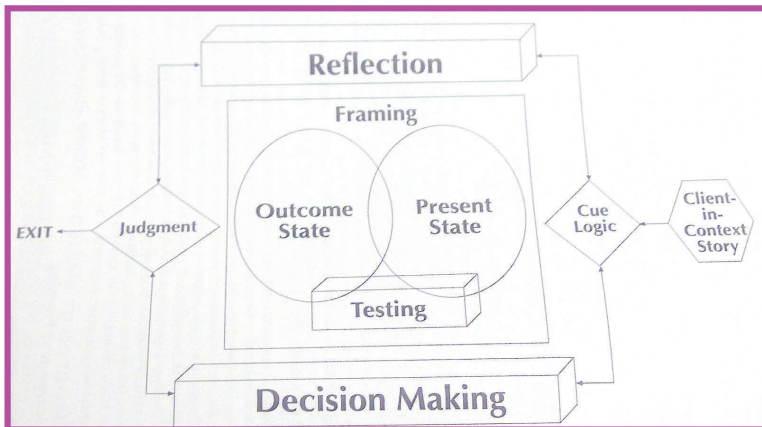 Reflection
Framing
Outcome
State
Present
State
Testing
EXIT
Judgment
Cue
Logic
Client-
in-
Context
Story
Decision Making